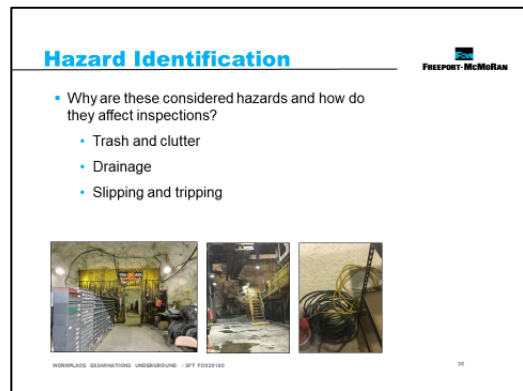 Hazard Identification
FREEPORT-McMoRAN
Why are these considered hazards and how do
they affect inspections?
Trash and clutter
Drainage
Slipping and tripping
WORKPLACE EXAMINATIONS UNDERGROUND - SFT FCX2018C